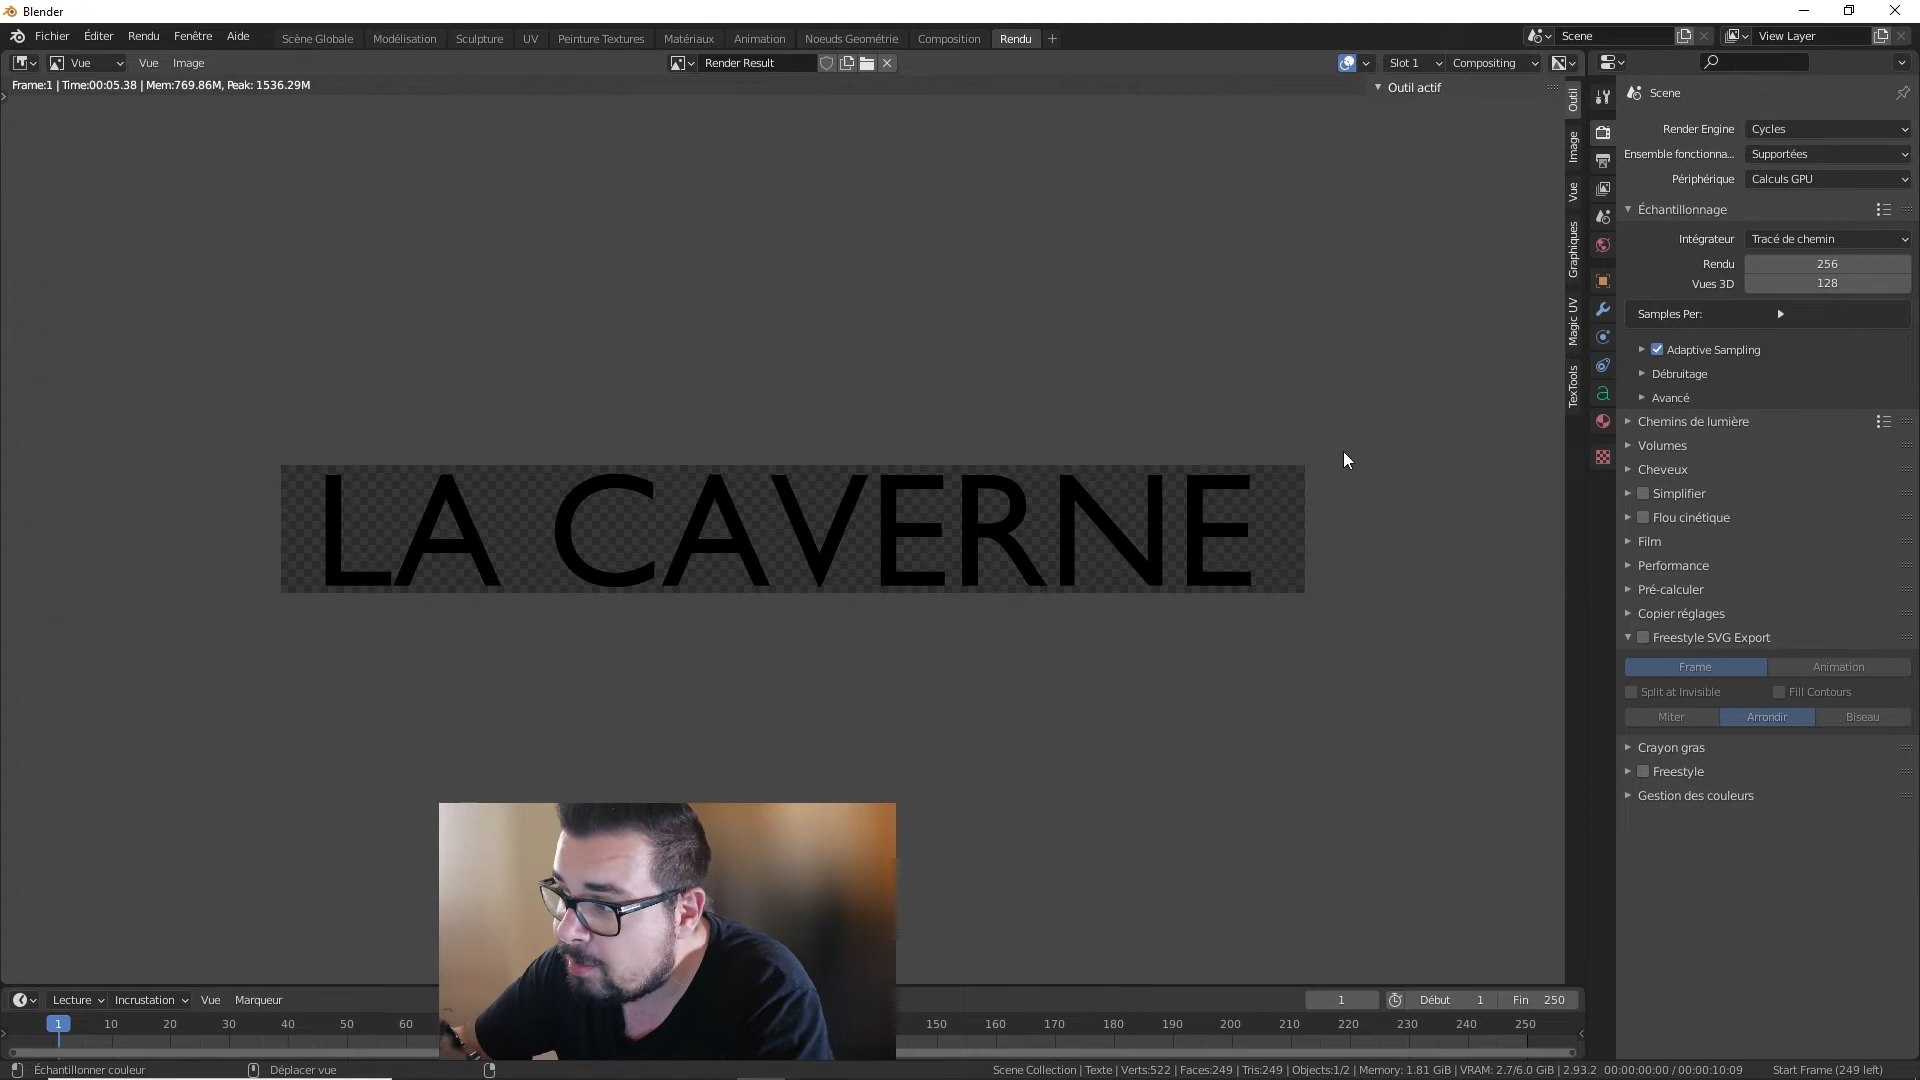 Blender
Fichier Éditer Rendu Fenêtre Aide Scène Globale Modélisation Sculpture UV Peinture Textures Matériaux Animation Noeuds Geométrie Composition Rendu + Scene View Layer
Vue Vue Image Render Result Slot 1 Compositing
Frame:1 | Time:00:05.38 | Mem:769.86M, Peak: 1536.29M
Outil actif
Outil
Image
Vue
Graphiques
Magic UV
TexTools
Scene
Render Engine Cycles
Ensemble fonctionna... Supportées
Périphérique Calculs GPU
Échantillonnage
Intégrateur Tracé de chemin
Rendu 256
Vues 3D 128
Samples Per:
Adaptive Sampling
Débruitage
Avancé
Chemins de lumière
Volumes
Cheveux
Simplifier
Flou cinétique
Film
Performance
Pré-calculer
Copier réglages
Freestyle SVG Export
Frame Animation
Split at Invisible Fill Contours
Miter Arrondir Biseau
Crayon gras
Freestyle
Gestion des couleurs
LA CAVERNE
Lecture Incrustation Vue Marqueur 1 Début 1 Fin 250
1 10 20 30 40 50 60 150 160 170 180 190 200 210 220 230 240 250
Échantillonner couleur Déplacer vue Scene Collection | Texte | Verts:522 | Faces:249 | Tris:249 | Objects:1/2 | Memory: 1.81 GiB | VRAM: 2.7/6.0 GiB | 2.93.2 00:00:00:00 / 00:00:10:09 Start Frame (249 left)